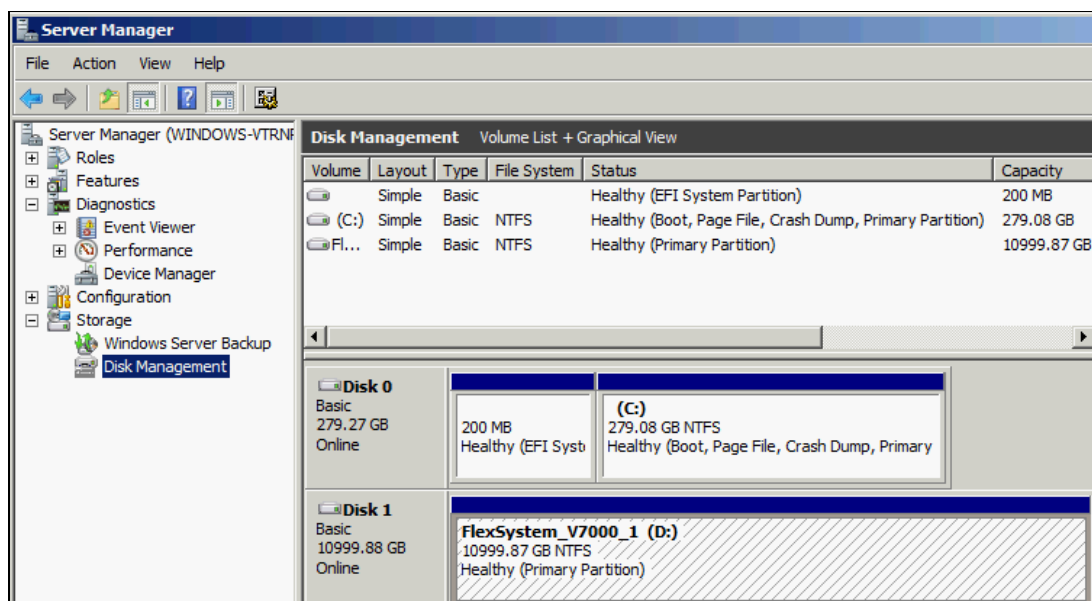 Server Manager
File Action View Help
Server Manager (WINDOWS-VTRNF
Roles
Features
Diagnostics
Event Viewer
Performance
Device Manager
Configuration
Storage
Windows Server Backup
Disk Management
Disk Management Volume List + Graphical View
Volume Layout Type File System Status Capacity
Simple Basic Healthy (EFI System Partition) 200 MB
(C:) Simple Basic NTFS Healthy (Boot, Page File, Crash Dump, Primary Partition) 279.08 GB
Fl... Simple Basic NTFS Healthy (Primary Partition) 10999.87 GB
Disk 0
Basic
279.27 GB
Online
200 MB
Healthy (EFI Syst
(C:)
279.08 GB NTFS
Healthy (Boot, Page File, Crash Dump, Primary
Disk 1
Basic
10999.88 GB
Online
FlexSystem_V7000_1 (D:)
10999.87 GB NTFS
Healthy (Primary Partition)